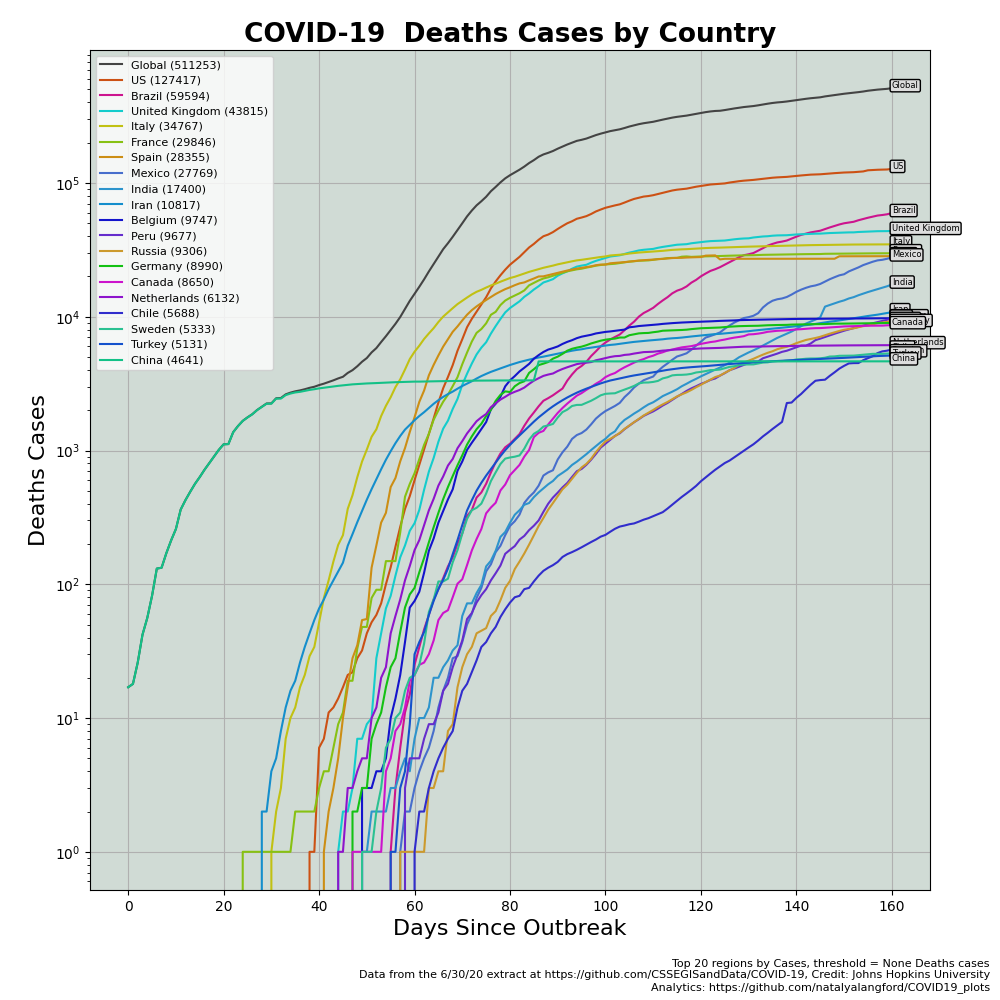 COVID-19  Deaths Cases by Country
Global (511253)
US (127417)
Brazil (59594)
United Kingdom (43815)
Italy (34767)
France (29846)
Spain (28355)
Mexico (27769)
India (17400)
Iran (10817)
Belgium (9747)
Peru (9677)
Russia (9306)
Germany (8990)
Canada (8650)
Netherlands (6132)
Chile (5688)
Sweden (5333)
Turkey (5131)
China (4641)
Global
US
Brazil
United Kingdom
Italy
Mexico
India
Iran
Canada
Netherlands
China
Deaths Cases
10^5
10^4
10^3
10^2
10^1
10^0
0 20 40 60 80 100 120 140 160
Days Since Outbreak
Top 20 regions by Cases, threshold = None Deaths cases
Data from the 6/30/20 extract at https://github.com/CSSEGISandData/COVID-19, Credit: Johns Hopkins University
Analytics: https://github.com/natalyalangford/COVID19_plots